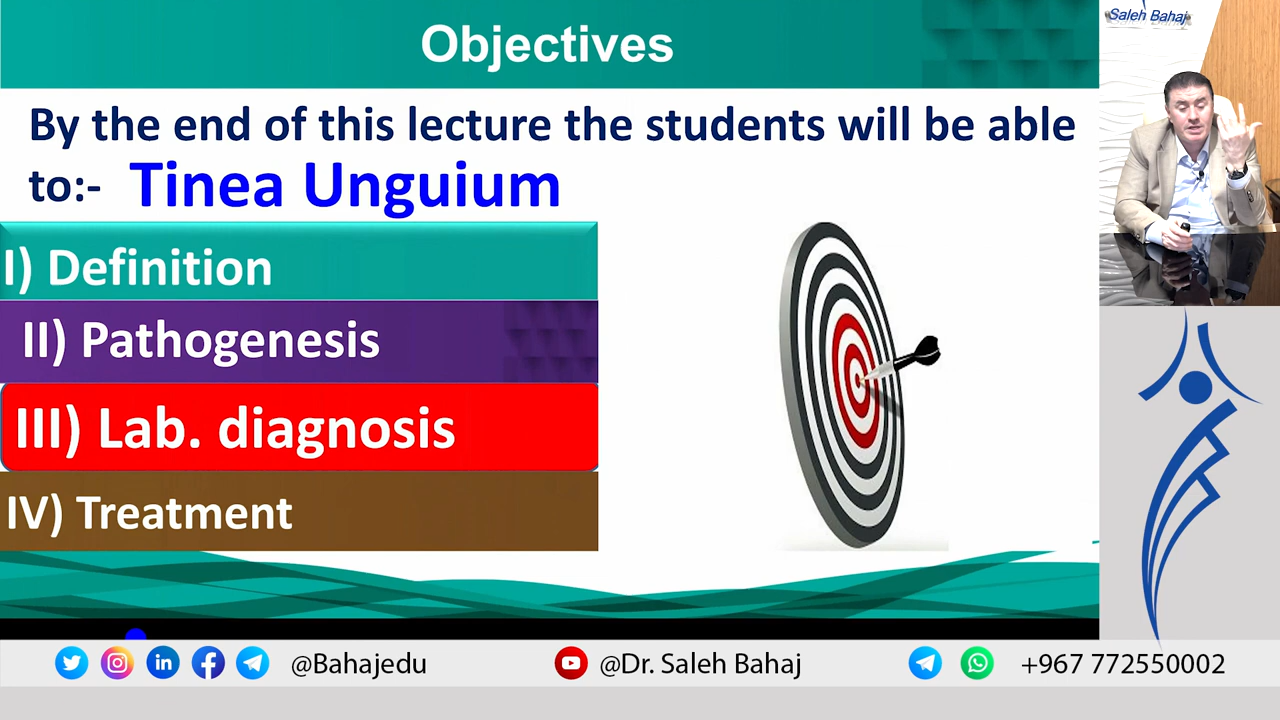 Objectives
Saleh Bahaj
By the end of this lecture the students will be able
to:- Tinea Unguium
I) Definition
II) Pathogenesis
III) Lab. diagnosis
IV) Treatment
@Bahajedu
@Dr. Saleh Bahaj
+967 772550002